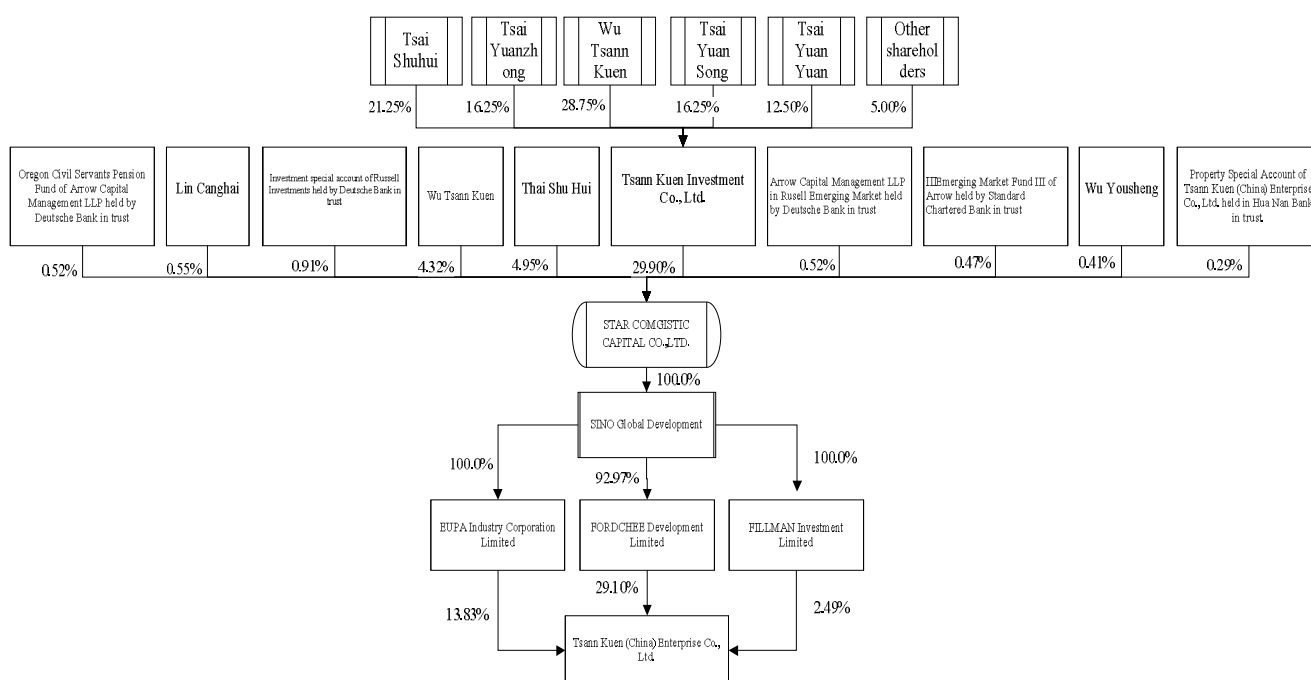 Tsai
Shuhui
Tsai
Yuanzh
ong
Wu
Tsann
Kuen
Tsai
Yuan
Song
Tsai
Yuan
Yuan
Other
sharehol
ders
21.25%
16.25%
28.75%
16.25%
12.50%
5.00%
Oregon Civil Servants Pension
Fund of Arrow Capital
Management LLP held by
Deutsche Bank in trust
Lin Canghai
Investment special account of Russell
Investments held by Deutsche Bank in
trust
Wu Tsann Kuen
Thai Shu Hui
Tsann Kuen Investment
Co., Ltd.
Arrow Capital Management LLP
in Rusell Emerging Market held
by Deutsche Bank in trust
IIIEmerging Market Fund III of
Arrow held by Standard
Chartered Bank in trust
Wu Yousheng
Property Special Account of
Tsann Kuen (China) Enterprise
Co., Ltd. held in Hua Nan Bank
in trust.
0.52%
0.55%
0.91%
4.32%
4.95%
29.90%
0.52%
0.47%
0.41%
0.29%
STAR COMGISTIC
CAPITAL CO.,LTD.
100.0%
SINO Global Development
100.0%
92.97%
100.0%
EUPA Industry Corporation
Limited
FORDCHEE Development
Limited
FILLMAN Investment
Limited
13.83%
29.10%
2.49%
Tsann Kuen (China) Enterprise Co.,
Ltd.